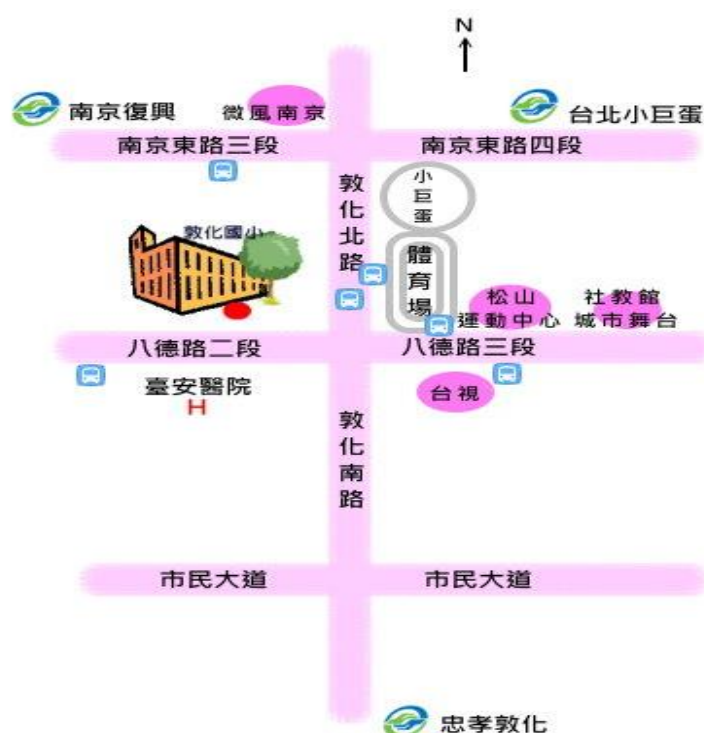 N
南京復興
微風南京
台北小巨蛋
南京東路三段
南京東路四段
小巨蛋
敦化北路
敦化國小
體育場
松山
運動中心
社教館
城市舞台
八德路二段
八德路三段
臺安醫院
H
台視
敦化南路
市民大道
市民大道
忠孝敦化